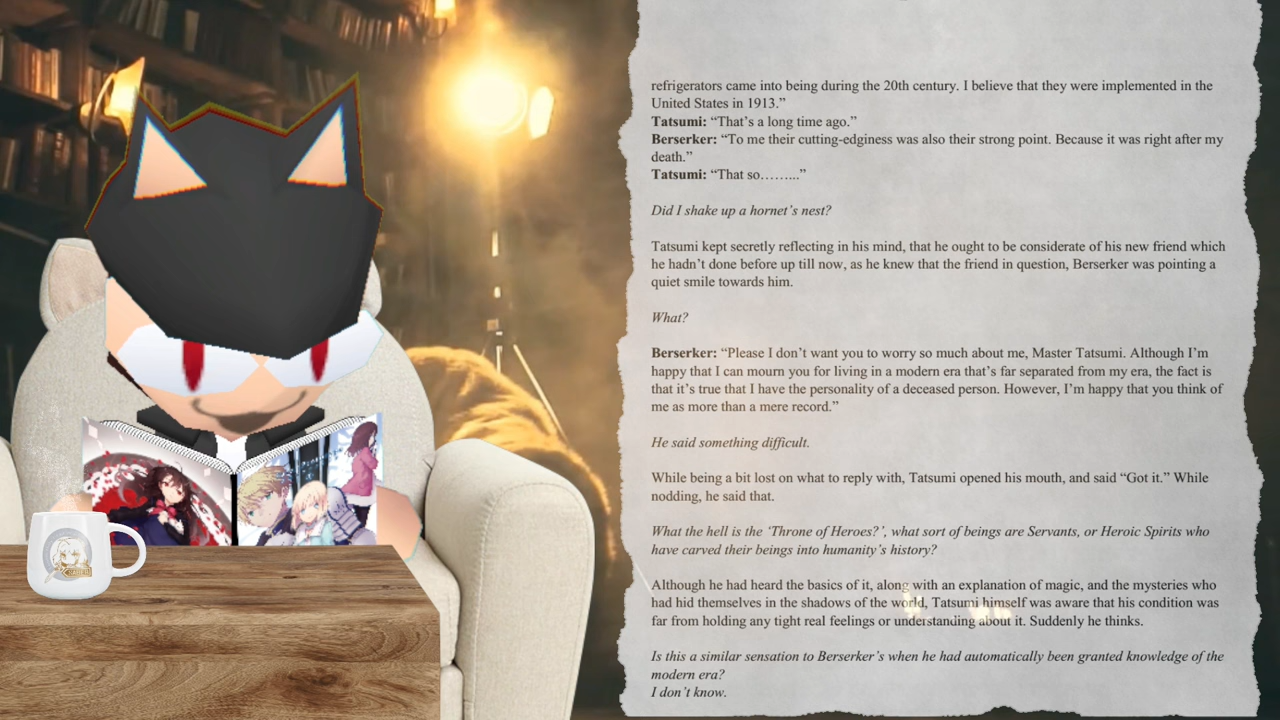 refrigerators came into being during the 20th century. I believe that they were implemented in the
United States in 1913.”
Tatsumi: “That’s a long time ago.”
Berserker: “To me their cutting-edginess was also their strong point. Because it was right after my
death.”
Tatsumi: “That so……...”
Did I shake up a hornet’s nest?
Tatsumi kept secretly reflecting in his mind, that he ought to be considerate of his new friend which
he hadn’t done before up till now, as he knew that the friend in question, Berserker was pointing a
quiet smile towards him.
What?
Berserker: “Please I don’t want you to worry so much about me, Master Tatsumi. Although I’m
happy that I can mourn you for living in a modern era that’s far separated from my era, the fact is
that it’s true that I have the personality of a deceased person. However, I’m happy that you think of
me as more than a mere record.”
He said something difficult.
While being a bit lost on what to reply with, Tatsumi opened his mouth, and said “Got it.” While
nodding, he said that.
What the hell is the ‘Throne of Heroes?’, what sort of beings are Servants, or Heroic Spirits who
have carved their beings into humanity’s history?
Although he had heard the basics of it, along with an explanation of magic, and the mysteries who
had hid themselves in the shadows of the world, Tatsumi himself was aware that his condition was
far from holding any tight real feelings or understanding about it. Suddenly he thinks.
Is this a similar sensation to Berserker’s when he had automatically been granted knowledge of the
modern era?
I don’t know.